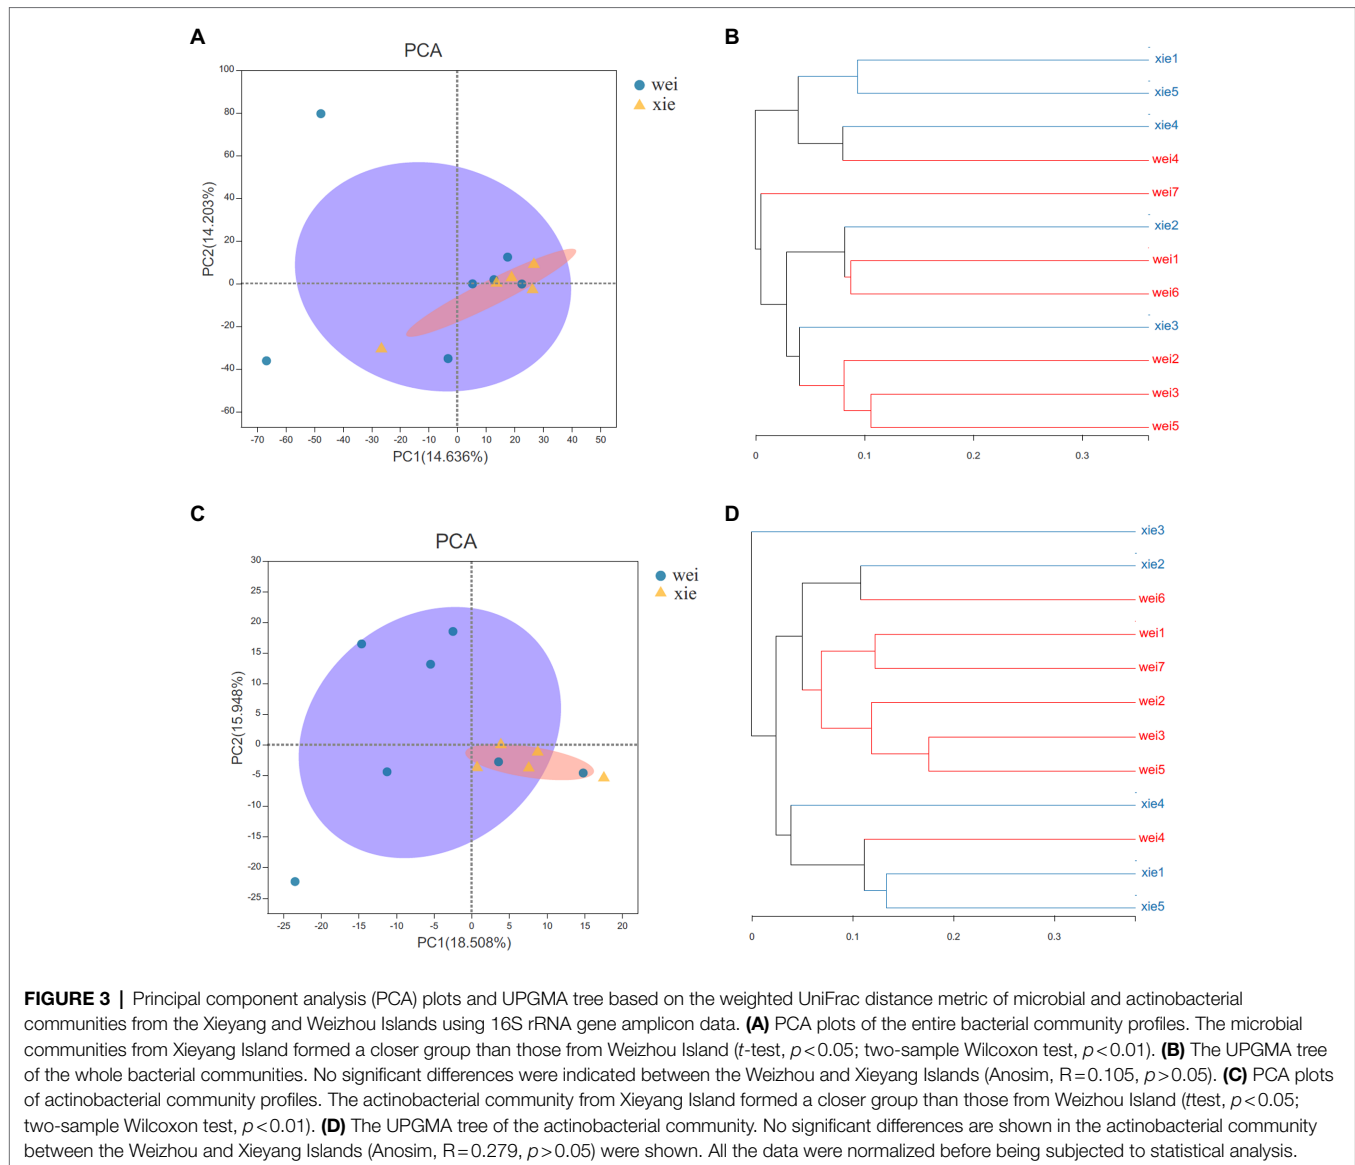 A
PCA
wei
xie
100
80
60
40
20
0
-20
-40
-60
PC2(14.203%)
-70 -60 -50 -40 -30 -20 -10 0 10 20 30 40 50
PC1(14.636%)
B
xie1
xie5
xie4
wei4
wei7
xie2
wei1
wei6
xie3
wei2
wei3
wei5
0 0.1 0.2 0.3
C
PCA
wei
xie
30
25
20
15
10
5
0
-5
-10
-15
-20
-25
PC2(15.948%)
-25 -20 -15 -10 -5 0 5 10 15 20
PC1(18.508%)
D
xie3
xie2
wei6
wei1
wei7
wei2
wei3
wei5
xie4
wei4
xie1
xie5
0 0.1 0.2 0.3
FIGURE 3 | Principal component analysis (PCA) plots and UPGMA tree based on the weighted UniFrac distance metric of microbial and actinobacterial
communities from the Xieyang and Weizhou Islands using 16S rRNA gene amplicon data. (A) PCA plots of the entire bacterial community profiles. The microbial
communities from Xieyang Island formed a closer group than those from Weizhou Island (t-test, p<0.05; two-sample Wilcoxon test, p<0.01). (B) The UPGMA tree
of the whole bacterial communities. No significant differences were indicated between the Weizhou and Xieyang Islands (Anosim, R=0.105, p>0.05). (C) PCA plots
of actinobacterial community profiles. The actinobacterial community from Xieyang Island formed a closer group than those from Weizhou Island (ttest, p<0.05;
two-sample Wilcoxon test, p<0.01). (D) The UPGMA tree of the actinobacterial community. No significant differences are shown in the actinobacterial community
between the Weizhou and Xieyang Islands (Anosim, R=0.279, p>0.05) were shown. All the data were normalized before being subjected to statistical analysis.